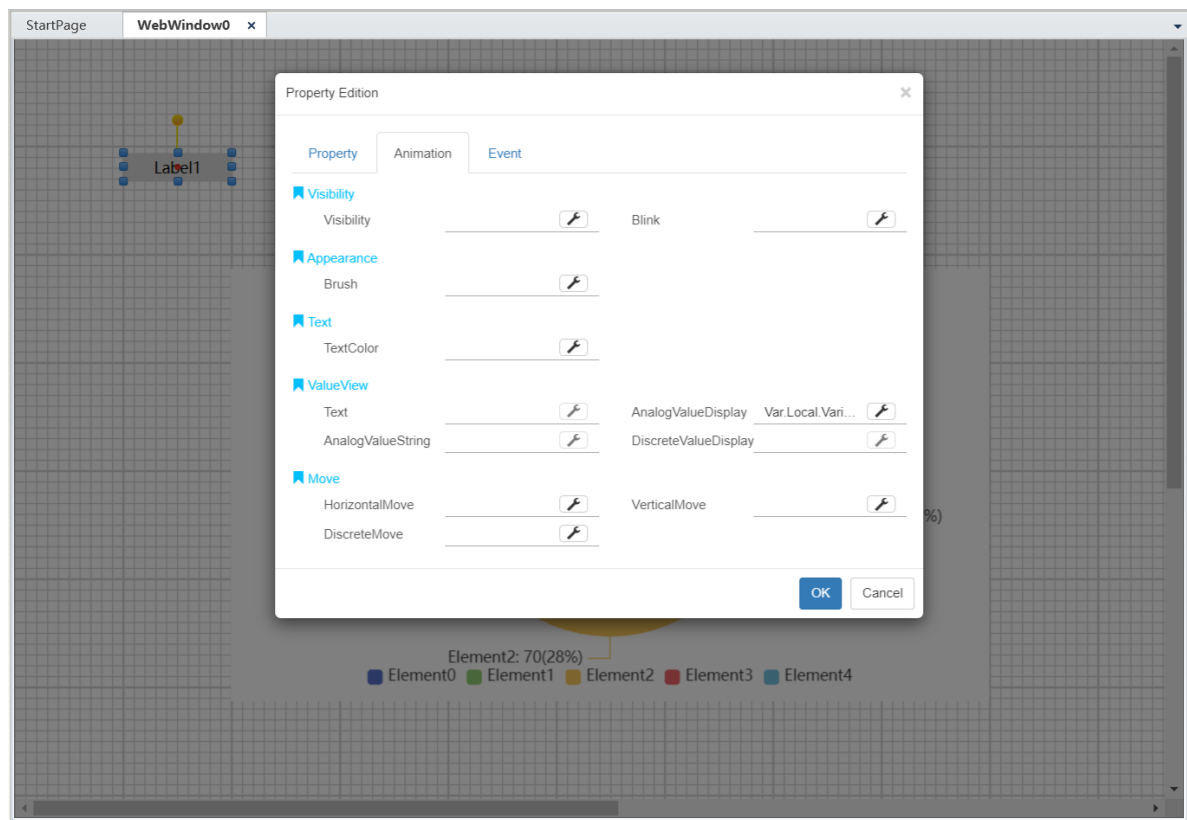 StartPage WebWindow0 ×
Property Edition ×
Label1
Property Animation Event
Visibility
Visibility Blink
Appearance
Brush
Text
TextColor
ValueView
Text AnalogValueDisplay Var.Local.Vari...
AnalogValueString DiscreteValueDisplay
Move
HorizontalMove VerticalMove
%)
DiscreteMove
OK Cancel
Element2: 70(28%)
Element0 Element1 Element2 Element3 Element4